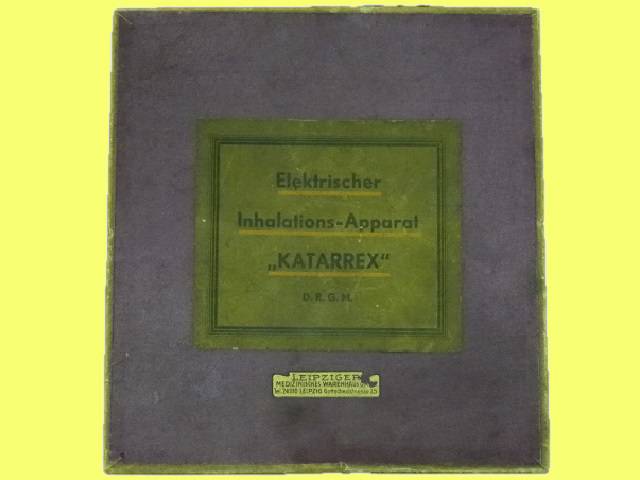 Elektrischer
Inhalations-Apparat
„KATARREX“
D. R. G. M.
LEIPZIGER
MEDIZINISCHES WARENHAUS
LEIPZIG